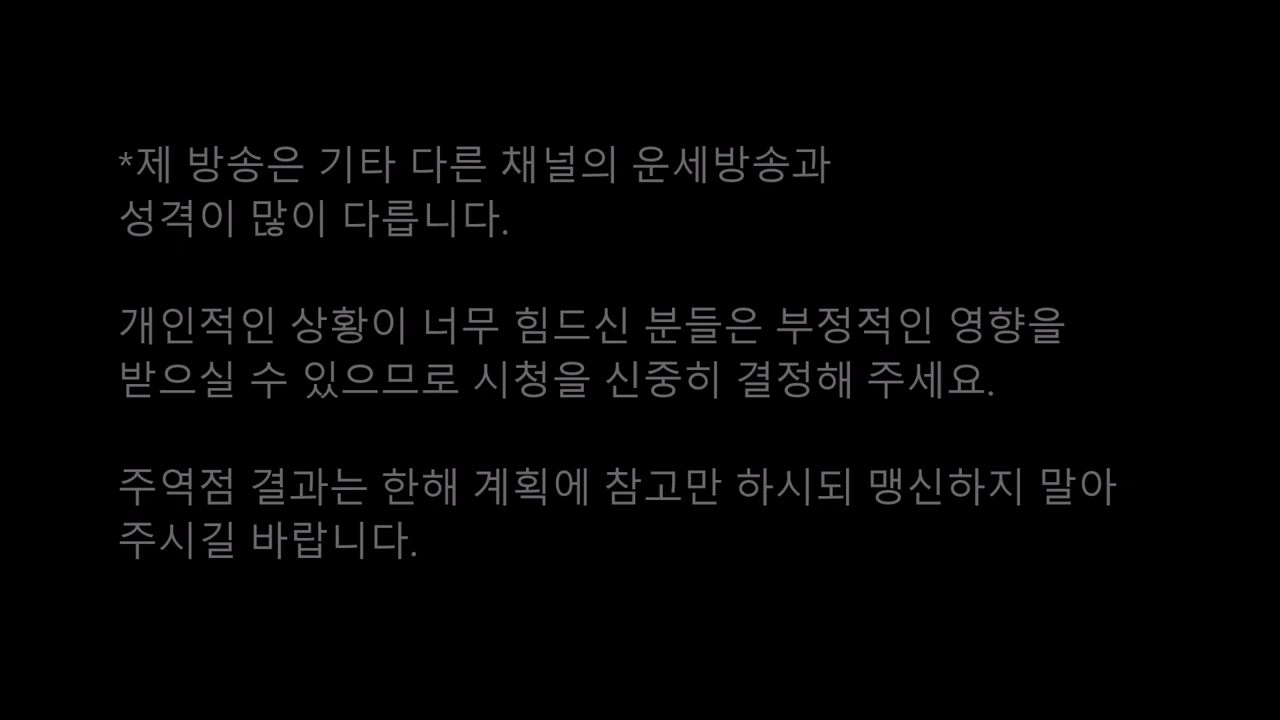 *제 방송은 기타 다른 채널의 운세방송과
성격이 많이 다릅니다.
개인적인 상황이 너무 힘드신 분들은 부정적인 영향을
받으실 수 있으므로 시청을 신중히 결정해 주세요.
주역점 결과는 한해 계획에 참고만 하시되 맹신하지 말아
주시길 바랍니다.